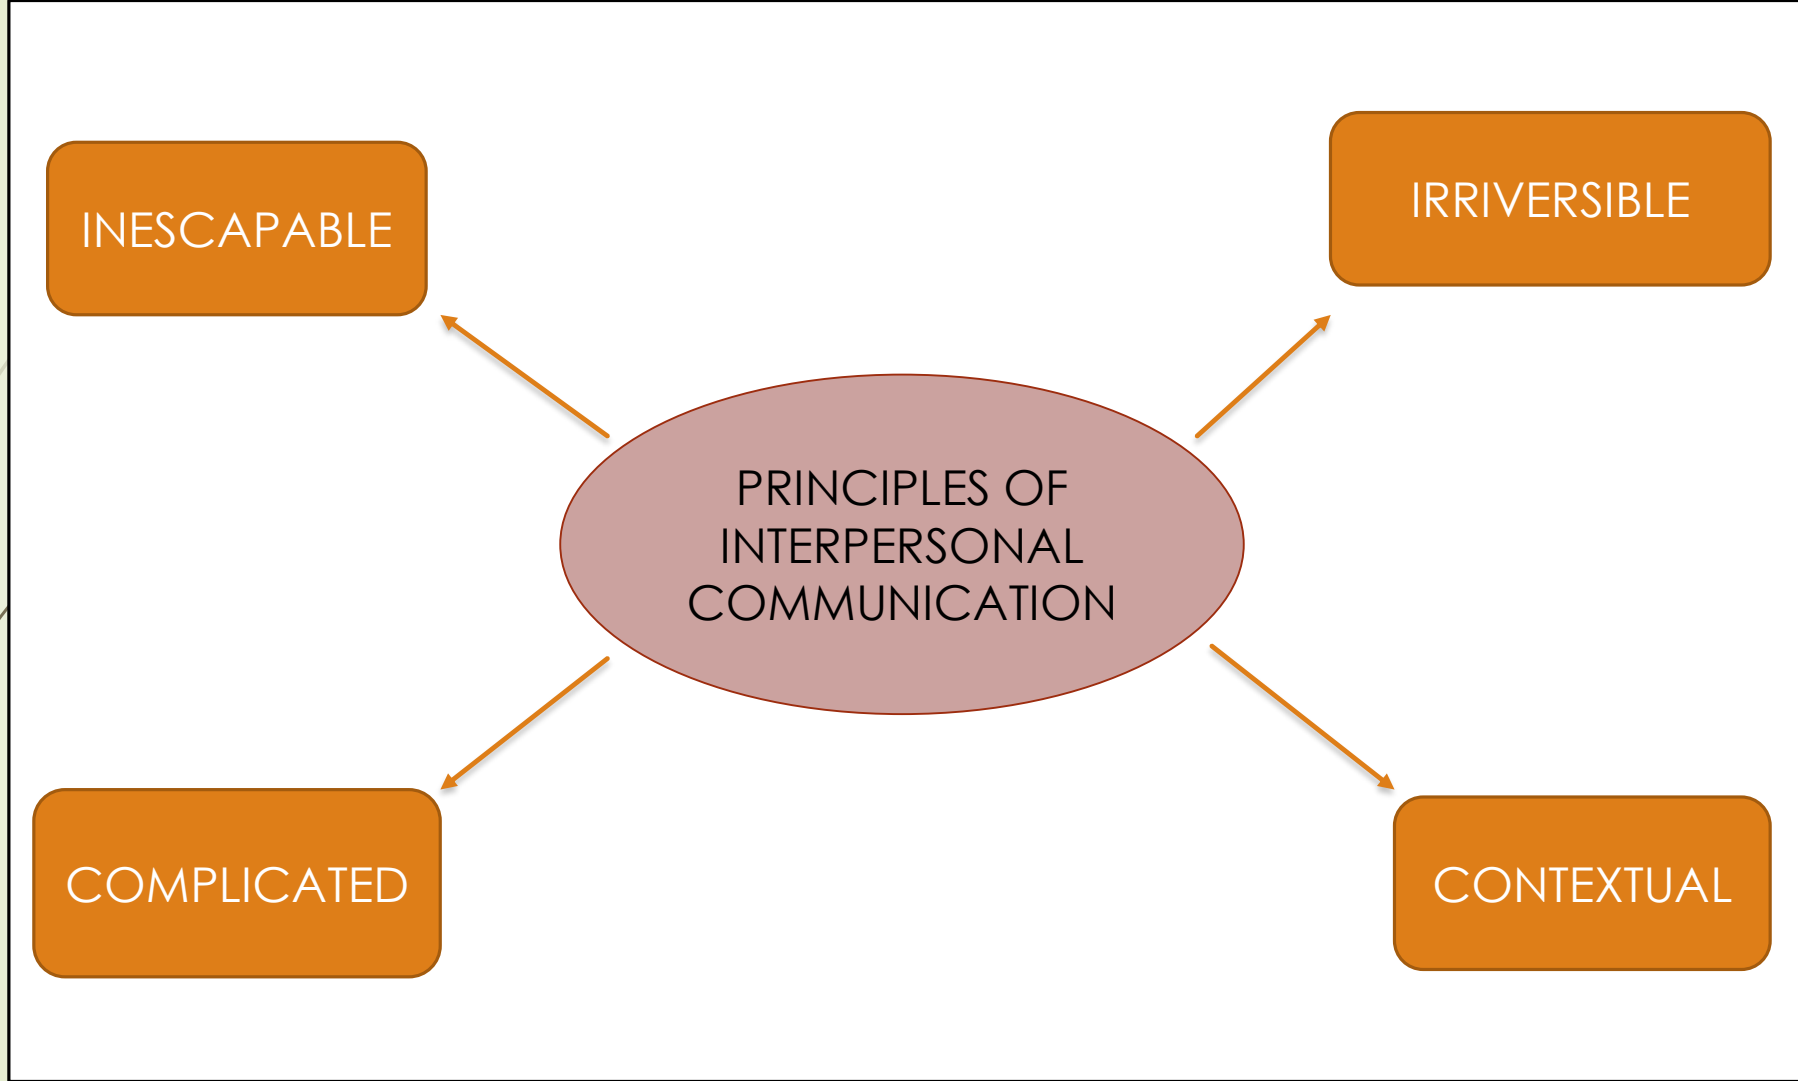 INESCAPABLE
IRRIVERSIBLE
PRINCIPLES OF
INTERPERSONAL
COMMUNICATION
COMPLICATED
CONTEXTUAL